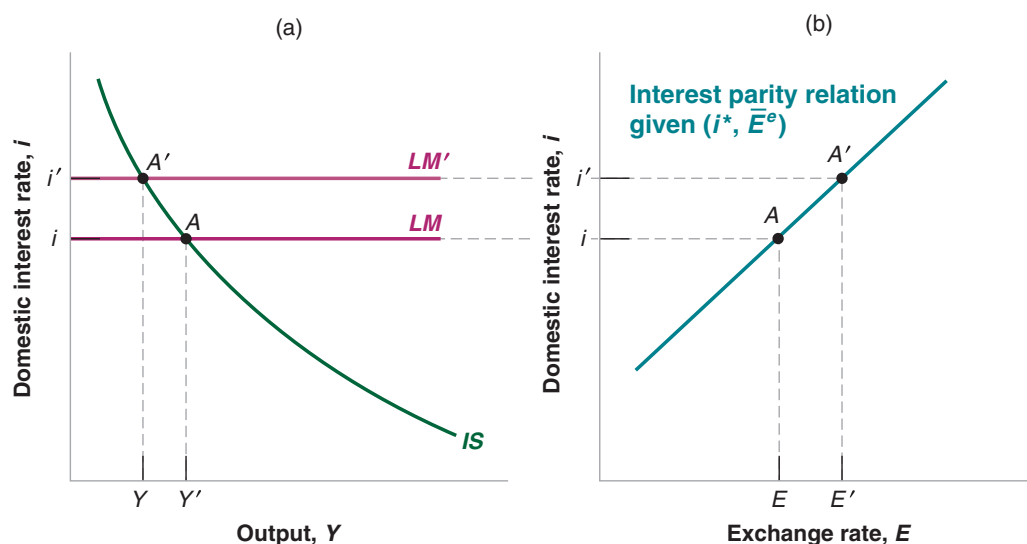 (a)
Domestic interest rate, i
i′
i
A′
A
LM′
LM
IS
Y
Y′
Output, Y
(b)
Domestic interest rate, i
i′
i
Interest parity relation
given (i*, E̅ᵉ)
A′
A
E
E′
Exchange rate, E